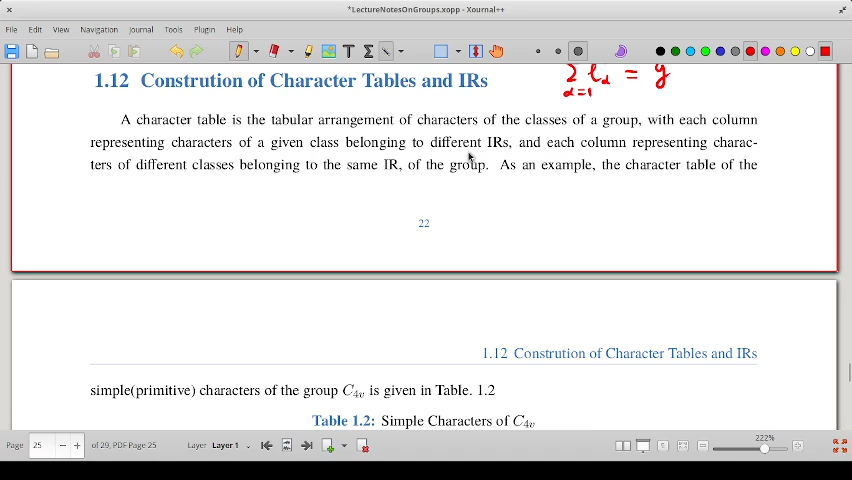 *LectureNotesOnGroups.xopp - Xournal++
File Edit View Navigation Journal Tools Plugin Help
T Σ
1.12 Constrution of Character Tables and IRs
Σ lα = g
α=1
A character table is the tabular arrangement of characters of the classes of a group, with each column
representing characters of a given class belonging to different IRs, and each column representing charac-
ters of different classes belonging to the same IR, of the group. As an example, the character table of the
22
1.12 Constrution of Character Tables and IRs
simple(primitive) characters of the group C4v is given in Table. 1.2
Table 1.2: Simple Characters of C4v
222%
Page 25 of 29, PDF Page 25 Layer Layer 1